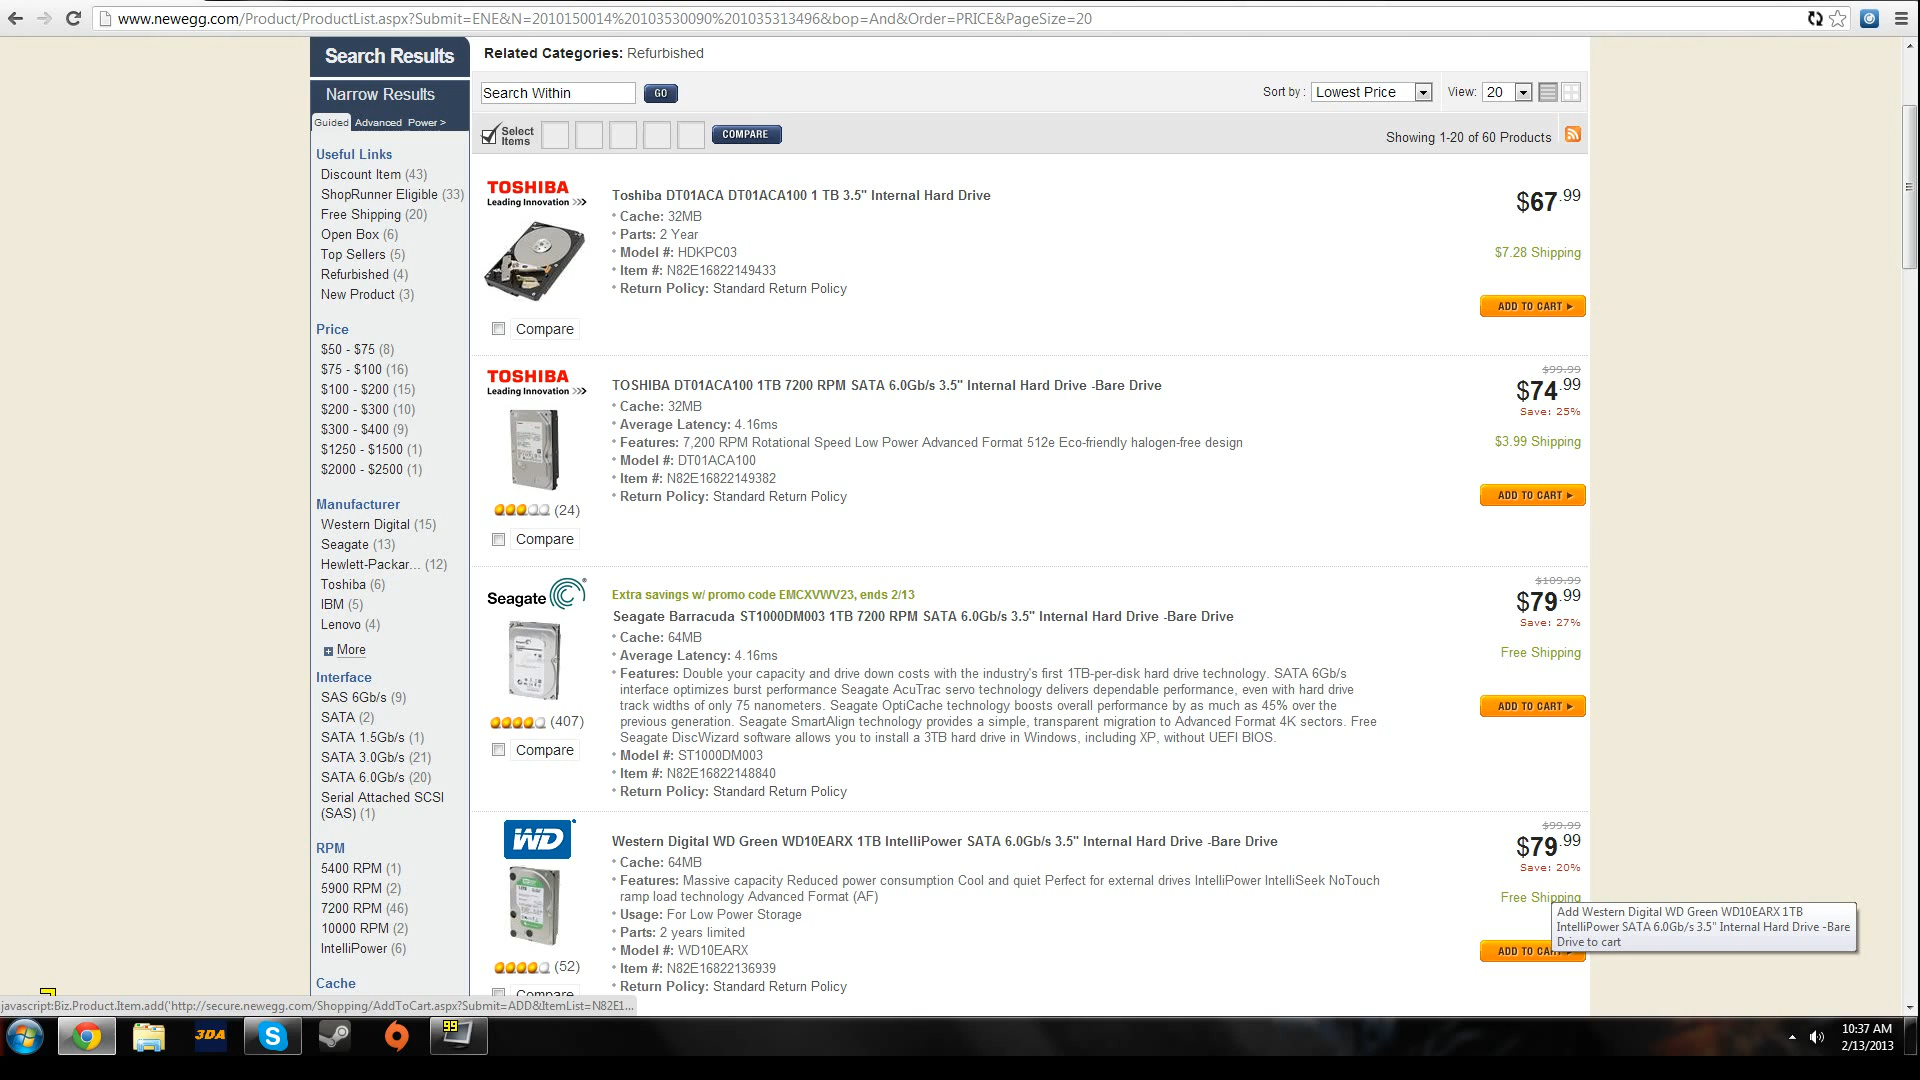 www.newegg.com/Product/ProductList.aspx?Submit=ENE&N=2010150014%20103530090%201035313496&bop=And&Order=PRICE&PageSize=20
Search Results
Related Categories: Refurbished
Narrow Results
Search Within
GO
Sort by :
Lowest Price
View:
20
Guided
Advanced
Power >
Select Items
COMPARE
Showing 1-20 of 60 Products
Useful Links
Discount Item (43)
ShopRunner Eligible (33)
Free Shipping (20)
Open Box (6)
Top Sellers (5)
Refurbished (4)
New Product (3)
Price
$50 - $75 (8)
$75 - $100 (16)
$100 - $200 (15)
$200 - $300 (10)
$300 - $400 (9)
$1250 - $1500 (1)
$2000 - $2500 (1)
Manufacturer
Western Digital (15)
Seagate (13)
Hewlett-Packar... (12)
Toshiba (6)
IBM (5)
Lenovo (4)
More
Interface
SAS 6Gb/s (9)
SATA (2)
SATA 1.5Gb/s (1)
SATA 3.0Gb/s (21)
SATA 6.0Gb/s (20)
Serial Attached SCSI
(SAS) (1)
RPM
5400 RPM (1)
5900 RPM (2)
7200 RPM (46)
10000 RPM (2)
IntelliPower (6)
Cache
TOSHIBA
Leading Innovation >>>
Compare
Toshiba DT01ACA DT01ACA100 1 TB 3.5" Internal Hard Drive
Cache: 32MB
Parts: 2 Year
Model #: HDKPC03
Item #: N82E16822149433
Return Policy: Standard Return Policy
$67.99
$7.28 Shipping
ADD TO CART
TOSHIBA
Leading Innovation >>>
(24)
Compare
TOSHIBA DT01ACA100 1TB 7200 RPM SATA 6.0Gb/s 3.5" Internal Hard Drive -Bare Drive
Cache: 32MB
Average Latency: 4.16ms
Features: 7,200 RPM Rotational Speed Low Power Advanced Format 512e Eco-friendly halogen-free design
Model #: DT01ACA100
Item #: N82E16822149382
Return Policy: Standard Return Policy
$99.99
$74.99
Save: 25%
$3.99 Shipping
ADD TO CART
Seagate
(407)
Compare
Extra savings w/ promo code EMCXVWV23, ends 2/13
Seagate Barracuda ST1000DM003 1TB 7200 RPM SATA 6.0Gb/s 3.5" Internal Hard Drive -Bare Drive
Cache: 64MB
Average Latency: 4.16ms
Features: Double your capacity and drive down costs with the industry's first 1TB-per-disk hard drive technology. SATA 6Gb/s
interface optimizes burst performance Seagate AcuTrac servo technology delivers dependable performance, even with hard drive
track widths of only 75 nanometers. Seagate OptiCache technology boosts overall performance by as much as 45% over the
previous generation. Seagate SmartAlign technology provides a simple, transparent migration to Advanced Format 4K sectors. Free
Seagate DiscWizard software allows you to install a 3TB hard drive in Windows, including XP, without UEFI BIOS.
Model #: ST1000DM003
Item #: N82E16822148840
Return Policy: Standard Return Policy
$109.99
$79.99
Save: 27%
Free Shipping
ADD TO CART
WD
(52)
Compare
Western Digital WD Green WD10EARX 1TB IntelliPower SATA 6.0Gb/s 3.5" Internal Hard Drive -Bare Drive
Cache: 64MB
Features: Massive capacity Reduced power consumption Cool and quiet Perfect for external drives IntelliPower IntelliSeek NoTouch
ramp load technology Advanced Format (AF)
Usage: For Low Power Storage
Parts: 2 years limited
Model #: WD10EARX
Item #: N82E16822136939
Return Policy: Standard Return Policy
$99.99
$79.99
Save: 20%
Free Shipping
ADD TO CART
Add Western Digital WD Green WD10EARX 1TB
IntelliPower SATA 6.0Gb/s 3.5" Internal Hard Drive -Bare
Drive to cart
javascript:Biz.Product.Item.add('http://secure.newegg.com/Shopping/AddToCart.aspx?Submit=ADD&ItemList=N82E1...
3DA
99
10:37 AM
2/13/2013